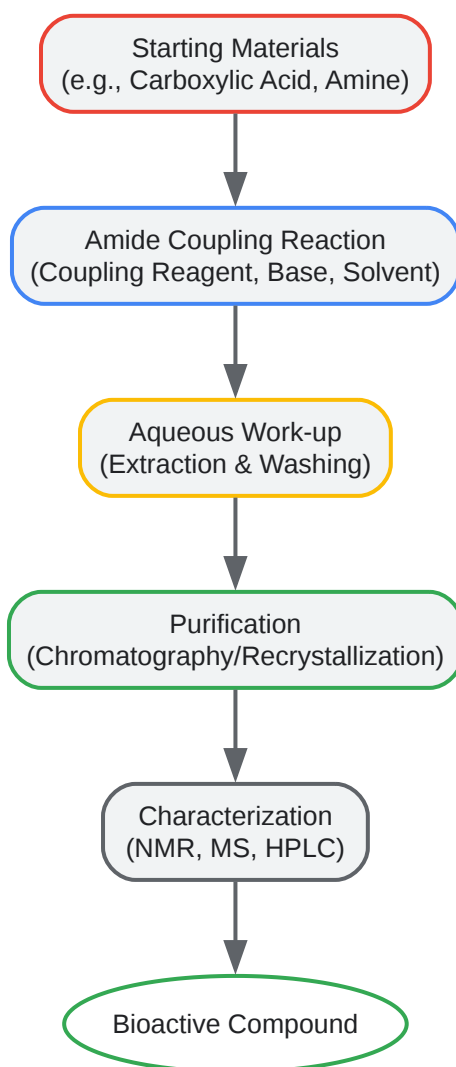 Starting Materials
(e.g., Carboxylic Acid, Amine)
Amide Coupling Reaction
(Coupling Reagent, Base, Solvent)
Aqueous Work-up
(Extraction & Washing)
Purification
(Chromatography/Recrystallization)
Characterization
(NMR, MS, HPLC)
Bioactive Compound